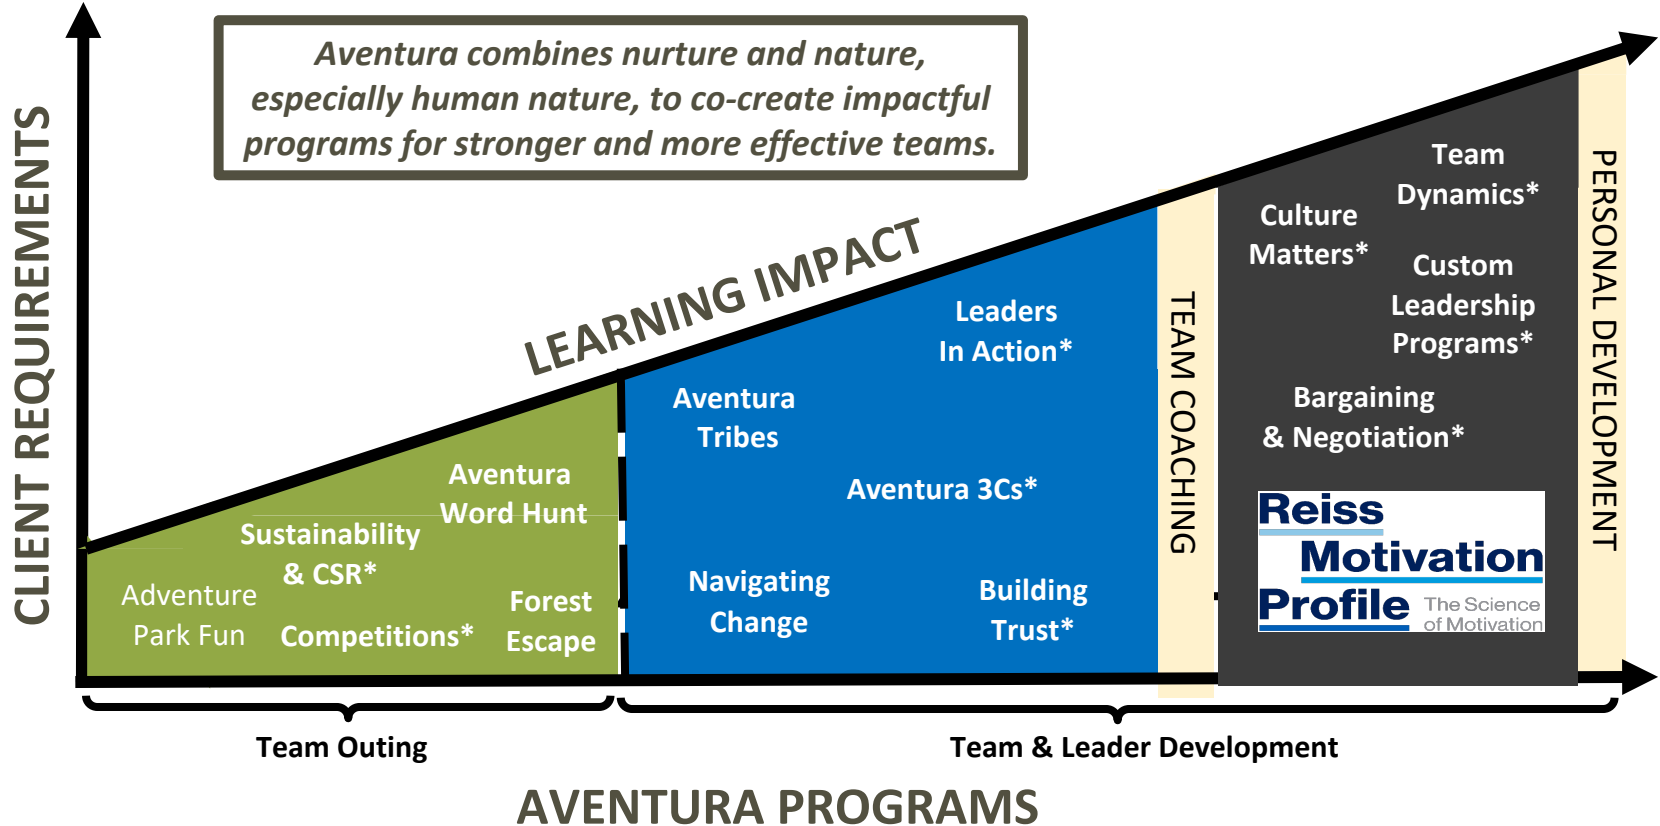 Aventura combines nurture and nature,
especially human nature, to co-create impactful
programs for stronger and more effective teams.
CLIENT REQUIREMENTS
LEARNING IMPACT
Adventure
Park Fun
Sustainability
& CSR*
Competitions*
Aventura
Word Hunt
Forest
Escape
Aventura
Tribes
Leaders
In Action*
Aventura 3Cs*
Navigating
Change
Building
Trust*
TEAM COACHING
Culture
Matters*
Team
Dynamics*
Custom
Leadership
Programs*
Bargaining
& Negotiation*
Reiss
Motivation
Profile
The Science
of Motivation
PERSONAL DEVELOPMENT
Team Outing
Team & Leader Development
AVENTURA PROGRAMS